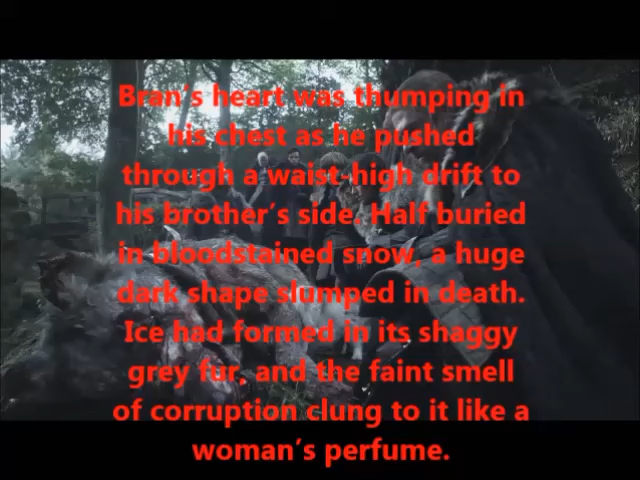 Bran's heart was thumping in
his chest as he pushed
through a waist-high drift to
his brother's side. Half buried
in bloodstained snow, a huge
dark shape slumped in death.
Ice had formed in its shaggy
grey fur, and the faint smell
of corruption clung to it like a
woman's perfume.